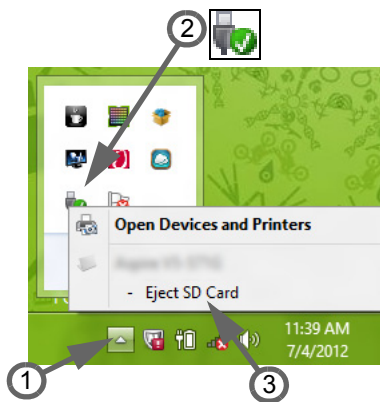 2
Open Devices and Printers
- Eject SD Card
11:39 AM
7/4/2012
1
3